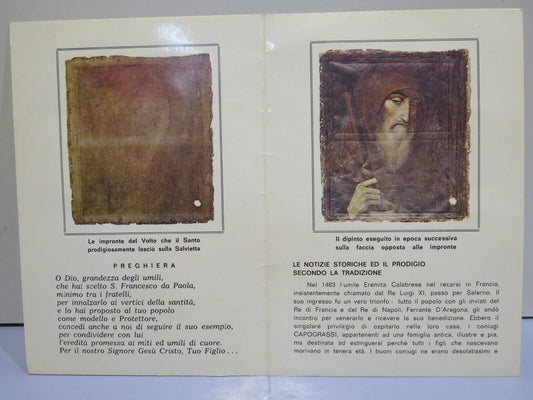 Le impronte del Volto che il Santo
prodigiosamente lasciò sulla Salvietta
PREGHIERA
O Dio, grandezza degli umili,
che hai scelto S. Francesco da Paola,
minimo tra i fratelli,
per innalzarlo ai vertici della santità,
e lo hai proposto al tuo popolo
come modello e Protettore,
concedi anche a noi di seguire il suo esempio,
per condividere con lui
l'eredità promessa ai miti ed umili di cuore.
Per il nostro Signore Gesù Cristo, Tuo Figlio . . .
Il dipinto eseguito in epoca successiva
sulla faccia opposta alle impronte
LE NOTIZIE STORICHE ED IL PRODIGIO
SECONDO LA TRADIZIONE
Nel 1483 l'umile Eremita Calabrese nel recarsi in Francia,
insistentemente chiamato dal Re Luigi XI, passò per Salerno. Il
suo ingresso fu un vero trionfo: tutto il popolo con gli inviati del
Re di Francia e del Re di Napoli, Ferrante D'Aragona, gli andò
incontro per venerarlo e ricevere la sua benedizione. Ebbero il
singolare privilegio di ospitarlo nella loro casa, i coniugi
CAPOGRASSI, appartenenti ad una famiglia antica, illustre e pia,
ma destinata ad estinguersi perchè tutti i figli che nascevano
morivano in tenera età. I buoni coniugi ne erano desolatissimi e